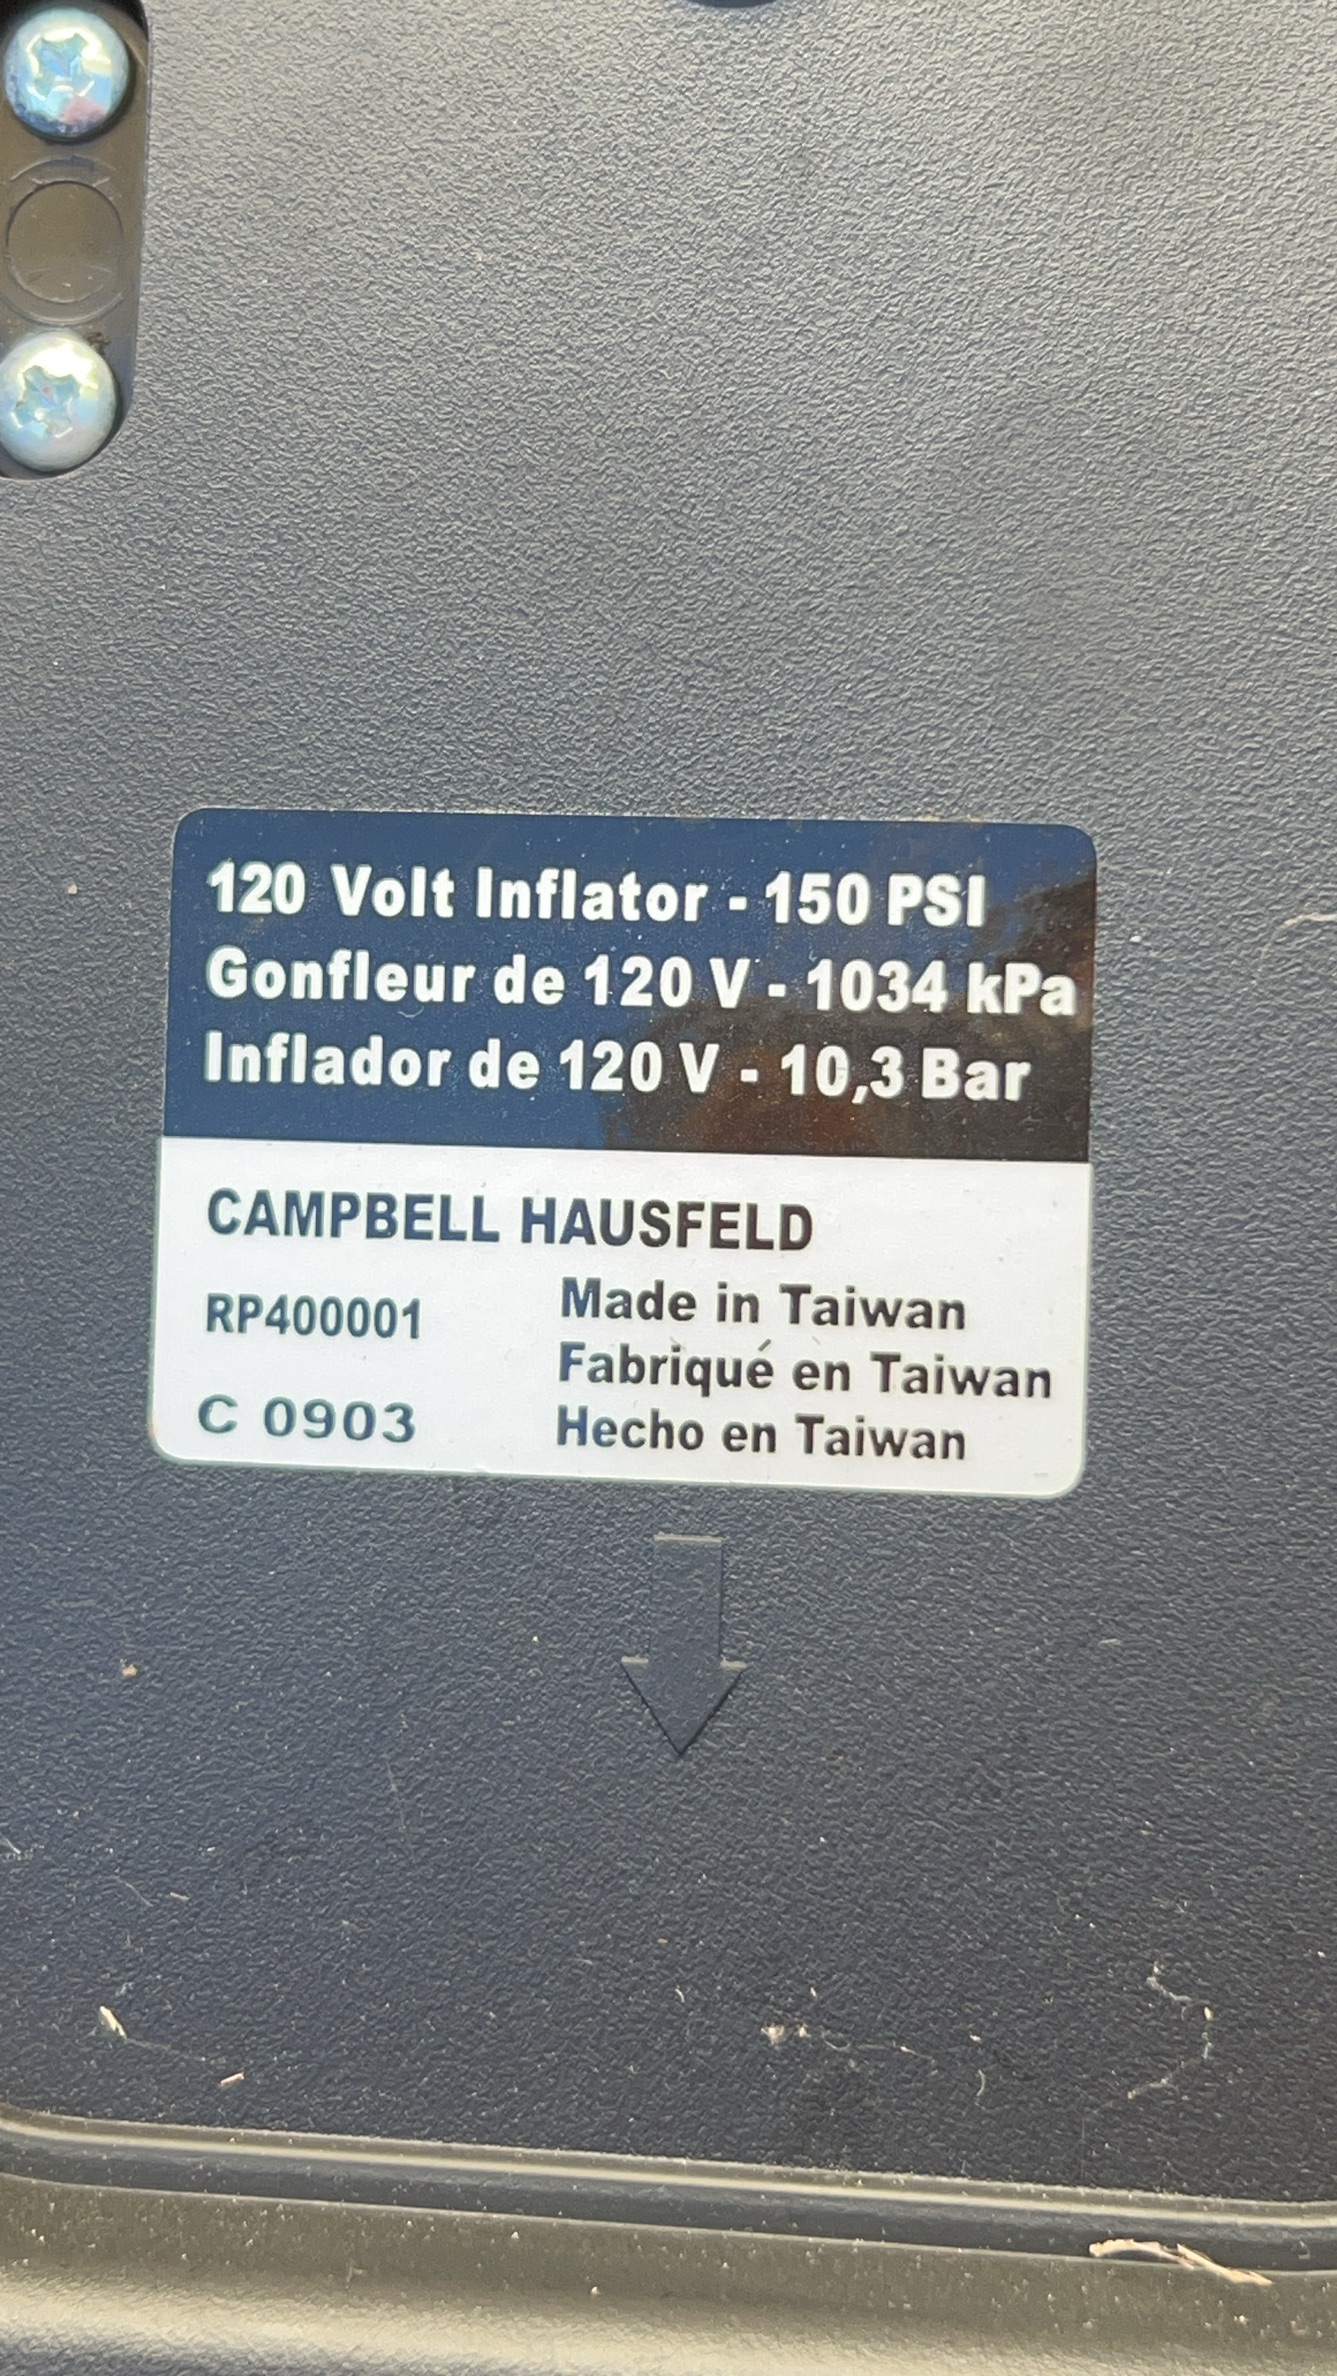 120 Volt Inflator - 150 PSI
Gonfleur de 120 V - 1034 kPa
Inflador de 120 V - 10,3 Bar
CAMPBELL HAUSFELD
RP400001
C 0903
Made in Taiwan
Fabriqué en Taiwan
Hecho en Taiwan